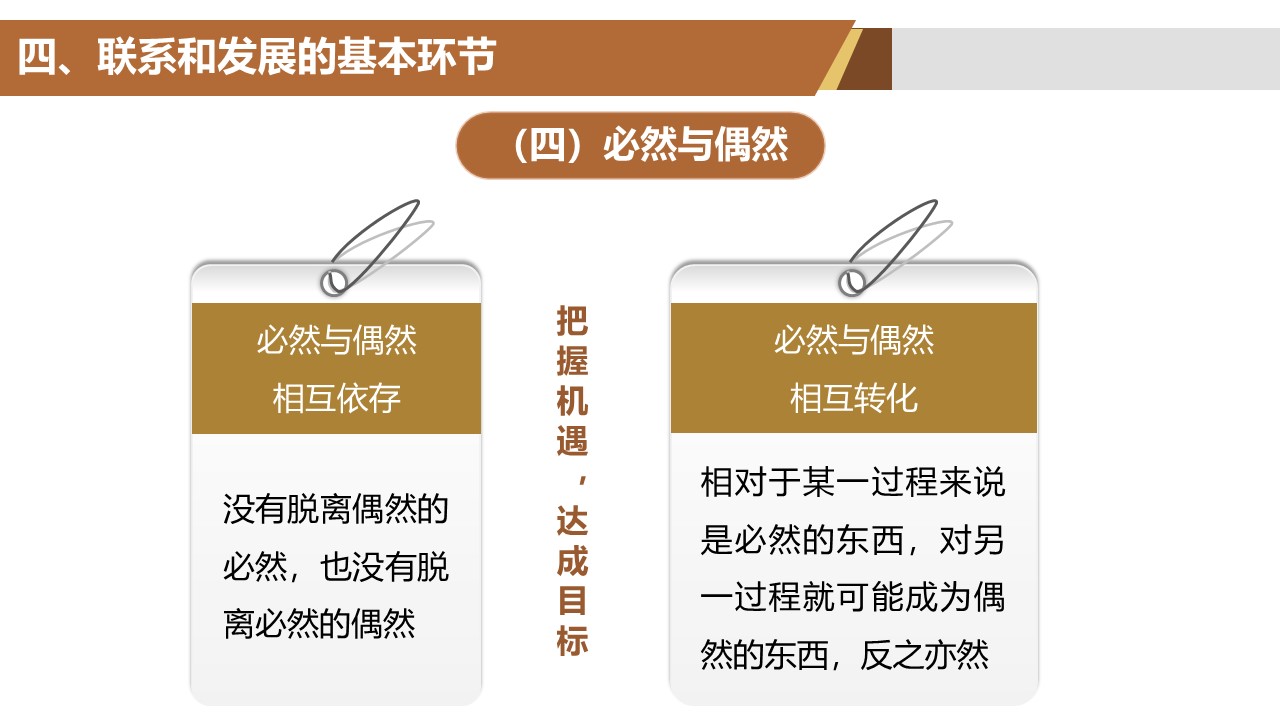 四、联系和发展的基本环节
（四）必然与偶然
必然与偶然
相互依存
没有脱离偶然的
必然，也没有脱
离必然的偶然
把握机遇，达成目标
必然与偶然
相互转化
相对于某一过程来说
是必然的东西，对另
一过程就可能成为偶
然的东西，反之亦然